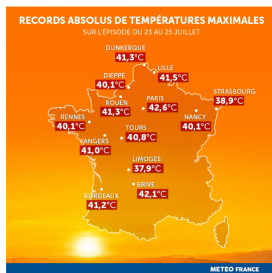 RECORDS ABSOLUS DE TEMPÉRATURES MAXIMALES
SUR L'ÉPISODE DU 23 AU 25 JUILLET
DUNKERQUE
41,3°C
LILLE
41,5°C
DIEPPE
40,1°C
STRASBOURG
38,9°C
ROUEN
41,3°C
PARIS
42,6°C
RENNES
40,1°C
NANCY
40,1°C
TOURS
40,8°C
ANGERS
41,0°C
LIMOGES
37,9°C
BRIVE
42,1°C
BORDEAUX
41,2°C
METEO FRANCE